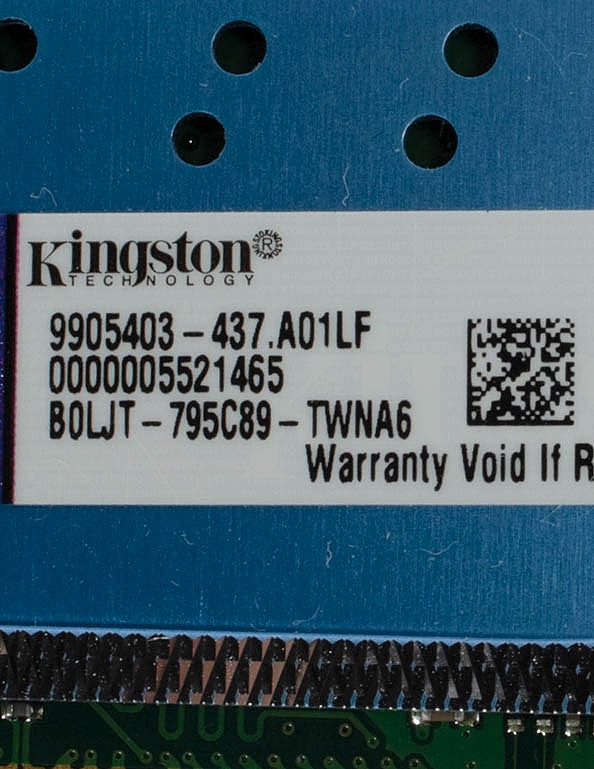 Kingston
TECHNOLOGY
9905403-437.A01LF
0000005521465
B0LJT-795C89-TWNA6
Warranty Void If R